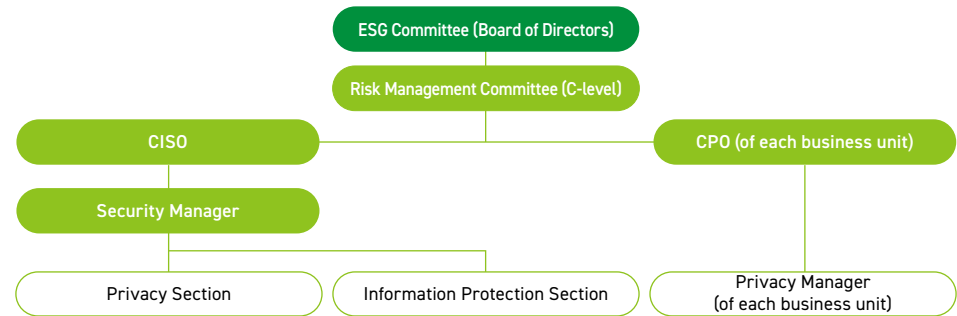 ESG Committee (Board of Directors)
Risk Management Committee (C-level)
CISO
CPO (of each business unit)
Security Manager
Privacy Section
Information Protection Section
Privacy Manager
(of each business unit)